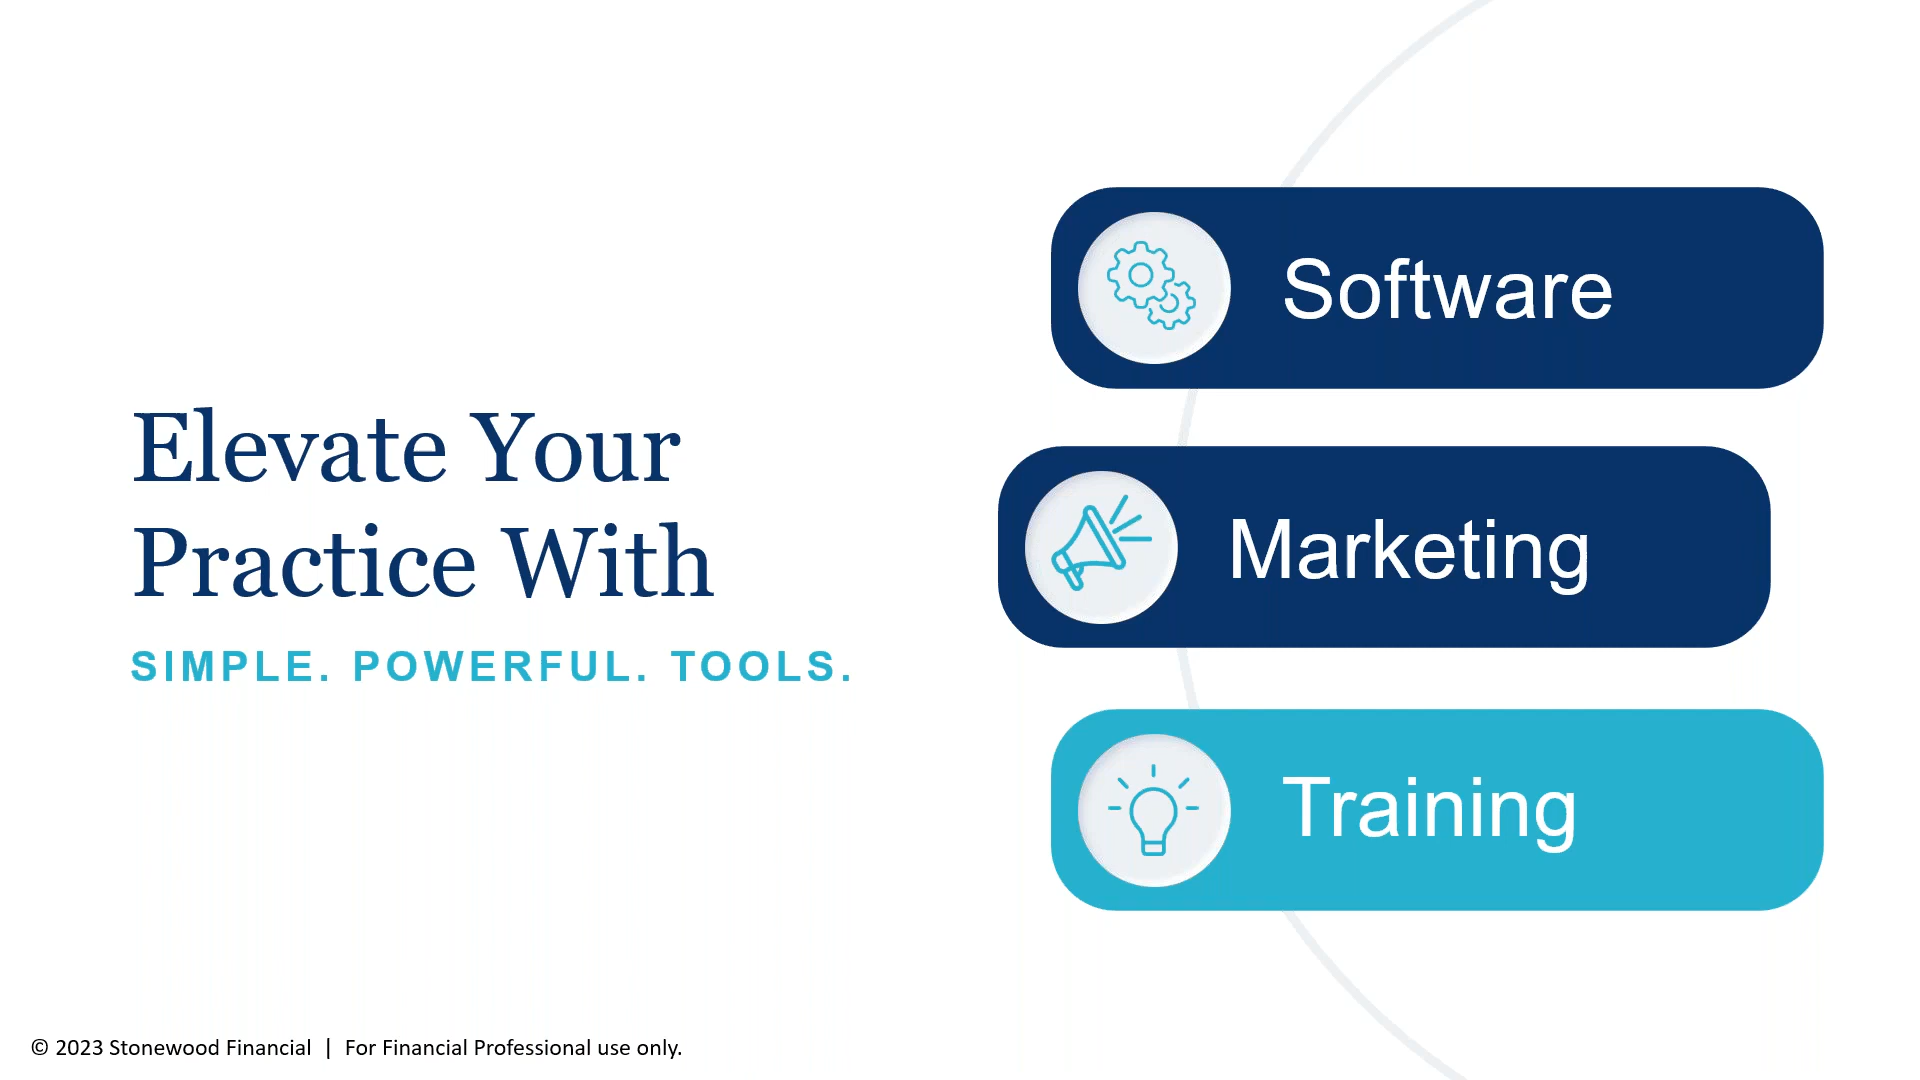 Elevate Your
Practice With
SIMPLE. POWERFUL. TOOLS.
Software
Marketing
Training
© 2023 Stonewood Financial | For Financial Professional use only.